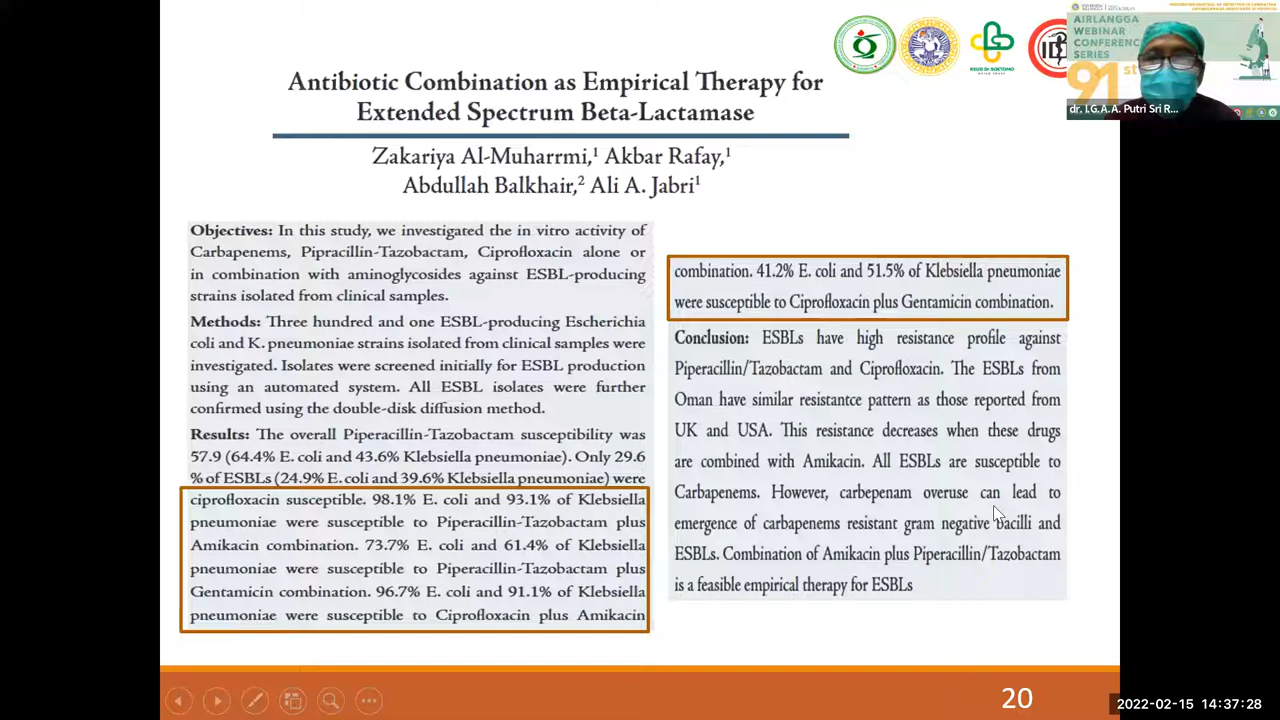 Antibiotic Combination as Empirical Therapy for
Extended Spectrum Beta-Lactamase
Zakariya Al-Muharrmi,¹ Akbar Rafay,¹
Abdullah Balkhair,² Ali A. Jabri¹
Objectives: In this study, we investigated the in vitro activity of
Carbapenems, Pipracillin-Tazobactam, Ciprofloxacin alone or
in combination with aminoglycosides against ESBL-producing
strains isolated from clinical samples.
Methods: Three hundred and one ESBL-producing Escherichia
coli and K. pneumoniae strains isolated from clinical samples were
investigated. Isolates were screened initially for ESBL production
using an automated system. All ESBL isolates were further
confirmed using the double-disk diffusion method.
Results: The overall Piperacillin-Tazobactam susceptibility was
57.9 (64.4% E. coli and 43.6% Klebsiella pneumoniae). Only 29.6
% of ESBLs (24.9% E. coli and 39.6% Klebsiella pneumoniae) were
ciprofloxacin susceptible. 98.1% E. coli and 93.1% of Klebsiella
pneumoniae were susceptible to Piperacillin-Tazobactam plus
Amikacin combination. 73.7% E. coli and 61.4% of Klebsiella
pneumoniae were susceptible to Piperacillin-Tazobactam plus
Gentamicin combination. 96.7% E. coli and 91.1% of Klebsiella
pneumoniae were susceptible to Ciprofloxacin plus Amikacin
combination. 41.2% E. coli and 51.5% of Klebsiella pneumoniae
were susceptible to Ciprofloxacin plus Gentamicin combination.
Conclusion: ESBLs have high resistance profile against
Piperacillin/Tazobactam and Ciprofloxacin. The ESBLs from
Oman have similar resistantce pattern as those reported from
UK and USA. This resistance decreases when these drugs
are combined with Amikacin. All ESBLs are susceptible to
Carbapenems. However, carbepenam overuse can lead to
emergence of carbapenems resistant gram negative bacilli and
ESBLs. Combination of Amikacin plus Piperacillin/Tazobactam
is a feasible empirical therapy for ESBLs
20
AIRLANGGA
WEBINAR
CONFERENC
SERIES
91st
dr. I.G.A.A. Putri Sri R...
2022-02-15 14:37:28